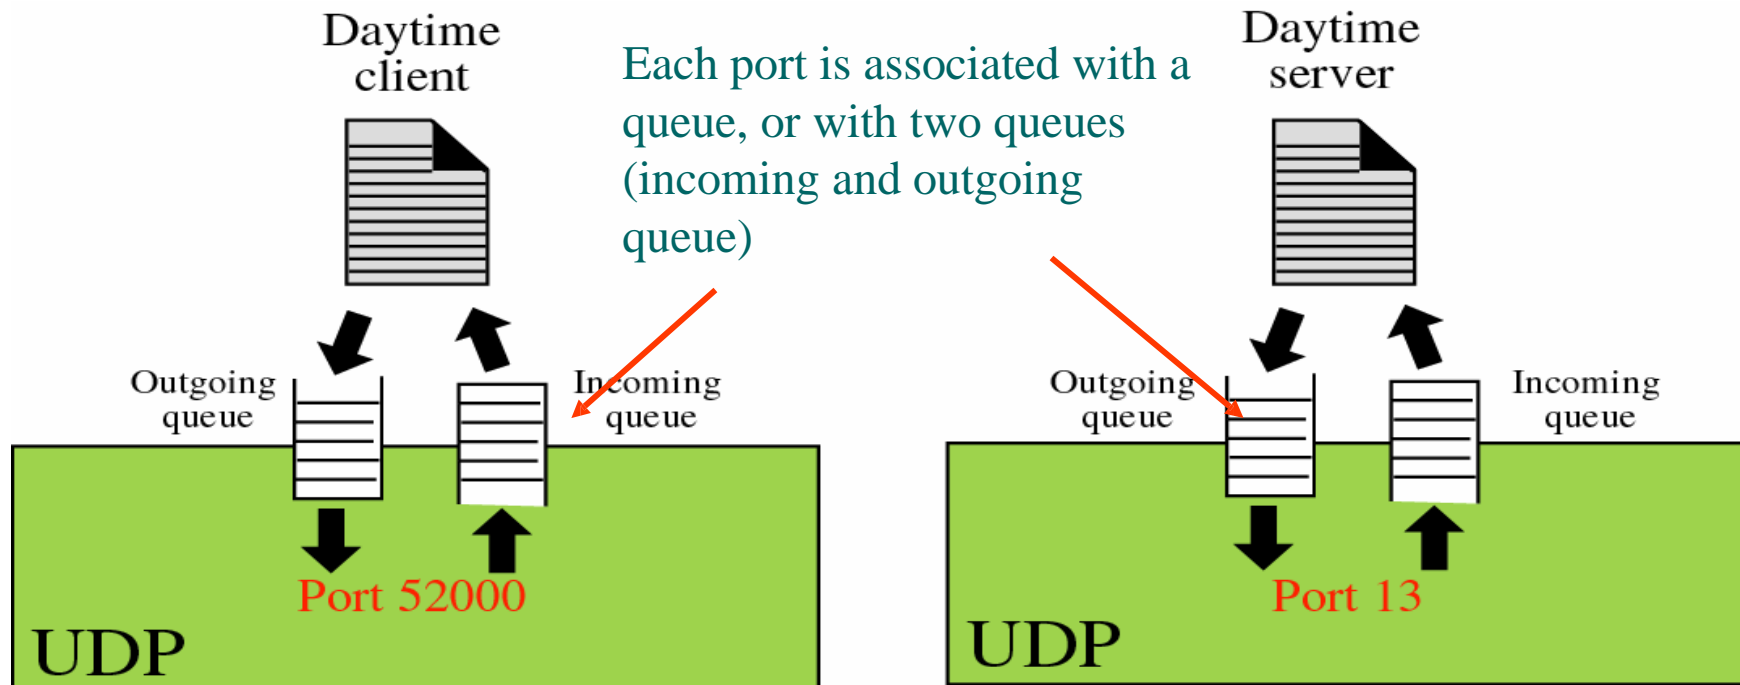 Daytime
client
Each port is associated with a
queue, or with two queues
(incoming and outgoing
queue)
Daytime
server
Outgoing
queue
Incoming
queue
Outgoing
queue
Incoming
queue
Port 52000
UDP
Port 13
UDP